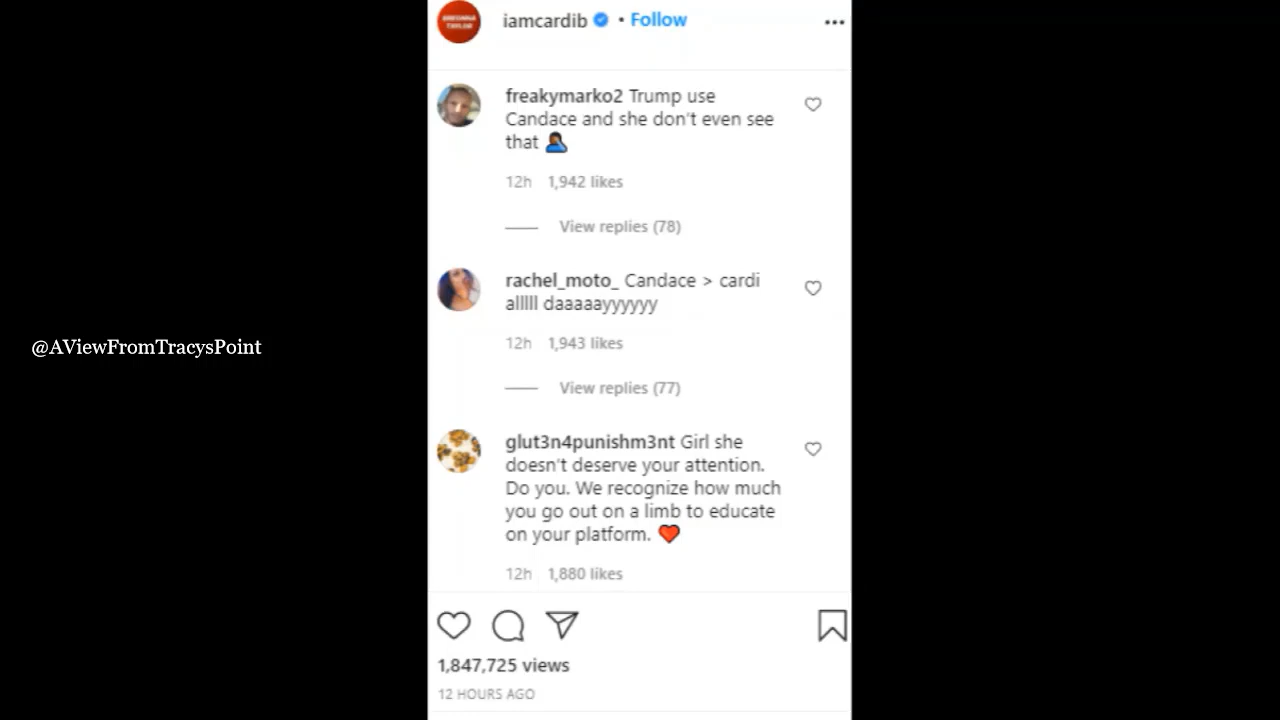 iamcardib • Follow
freakymarko2 Trump use
Candace and she don't even see
that
12h 1,942 likes
View replies (78)
rachel_moto_ Candace > cardi
alllll daaaaayyyyyy
12h 1,943 likes
View replies (77)
@AViewFromTracysPoint
glut3n4punishm3nt Girl she
doesn't deserve your attention.
Do you. We recognize how much
you go out on a limb to educate
on your platform.
12h 1,880 likes
1,847,725 views
12 HOURS AGO